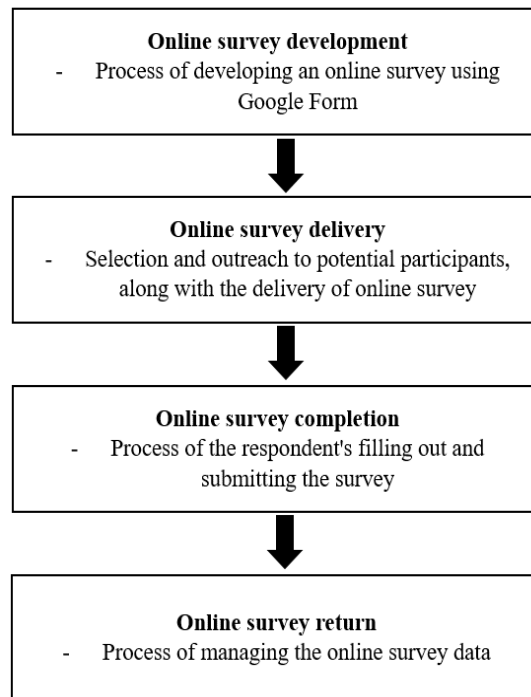 Online survey development
- Process of developing an online survey using
Google Form
Online survey delivery
- Selection and outreach to potential participants,
along with the delivery of online survey
Online survey completion
- Process of the respondent's filling out and
submitting the survey
Online survey return
- Process of managing the online survey data